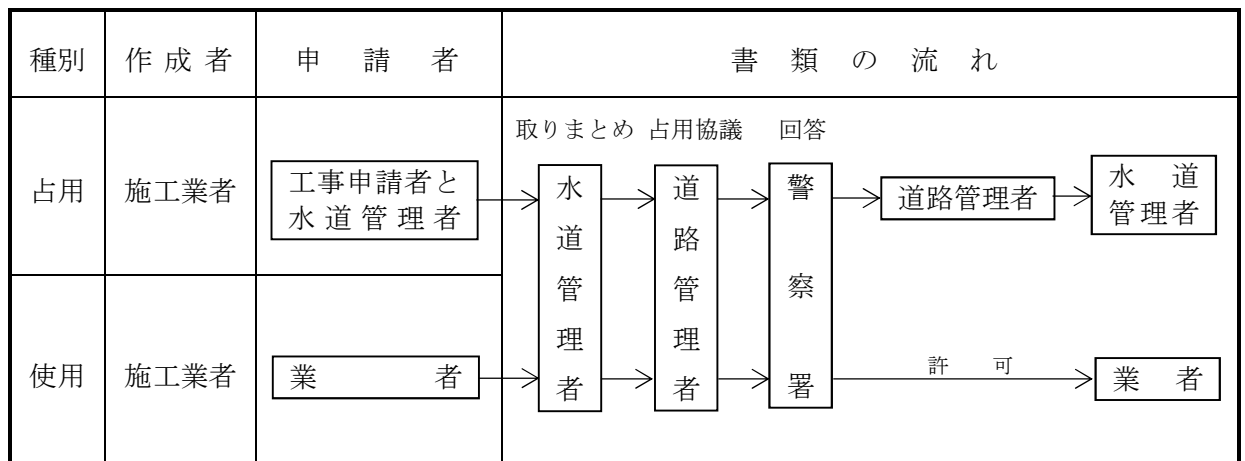 種別 作成者 申請者 書類の流れ
取りまとめ 占用協議 回答
占用 施工業者
工事申請者と
水道管理者
水道管理者
道路管理者
警察署
道路管理者
水道
管理者
使用 施工業者
業者
許可
業者